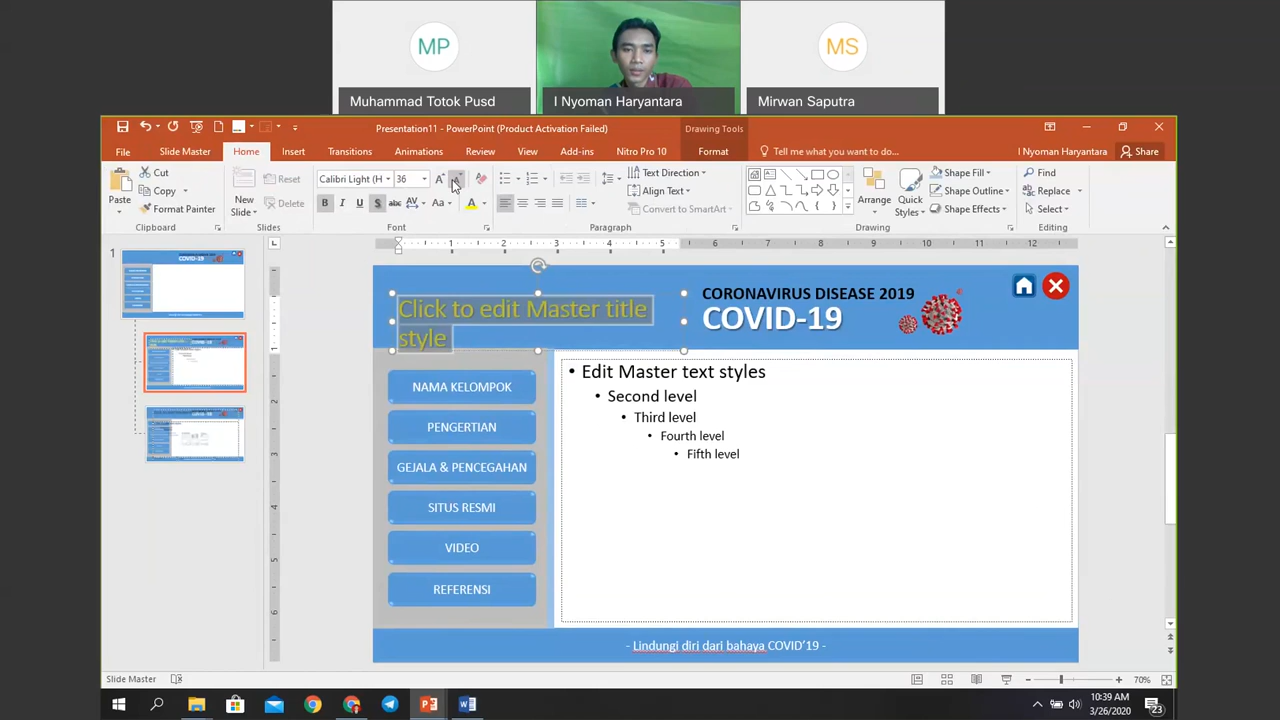 MP
MS
Muhammad Totok Pusd
I Nyoman Haryantara
Mirwan Saputra
Presentation11 - PowerPoint (Product Activation Failed)
Drawing Tools
File
Slide Master
Home
Insert
Transitions
Animations
Review
View
Add-ins
Nitro Pro 10
Format
Tell me what you want to do...
I Nyoman Haryantara
Share
Paste
Cut
Copy
Format Painter
Clipboard
New Slide
Reset
Delete
Slides
Calibri Light (H
36
Font
Text Direction
Align Text
Convert to SmartArt
Paragraph
Arrange
Quick Styles
Shape Fill
Shape Outline
Shape Effects
Drawing
Find
Replace
Select
Editing
1
Click to edit Master title
style
CORONAVIRUS DISEASE 2019
COVID-19
NAMA KELOMPOK
PENGERTIAN
GEJALA & PENCEGAHAN
SITUS RESMI
VIDEO
REFERENSI
• Edit Master text styles
• Second level
• Third level
• Fourth level
• Fifth level
- Lindungi diri dari bahaya COVID'19 -
Slide Master
70%
10:39 AM
3/26/2020
23